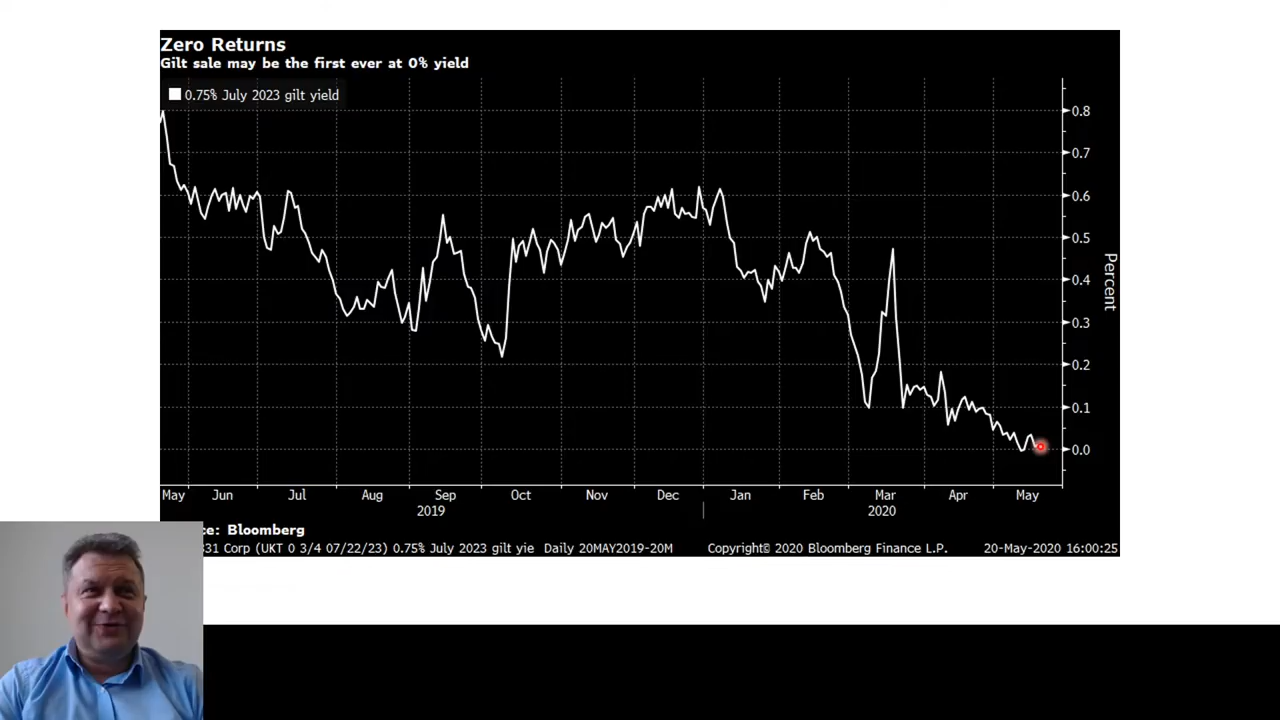 Zero Returns
Gilt sale may be the first ever at 0% yield
0.75% July 2023 gilt yield
0.8
0.7
0.6
0.5
0.4
0.3
0.2
0.1
0.0
Percent
May Jun Jul Aug Sep Oct Nov Dec Jan Feb Mar Apr May
2019 2020
ce: Bloomberg
331 Corp (UKT 0 3/4 07/22/23) 0.75% July 2023 gilt yie Daily 20MAY2019-20M Copyright© 2020 Bloomberg Finance L.P. 20-May-2020 16:00:25